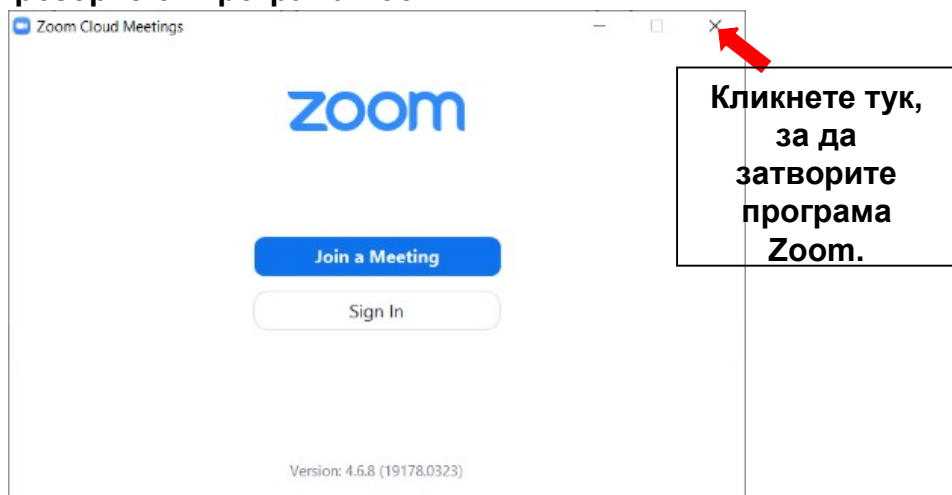 Zoom Cloud Meetings
zoom
Кликнете тук,
за да
затворите
програма
Zoom.
Join a Meeting
Sign In
Version: 4.6.8 (19178.0323)